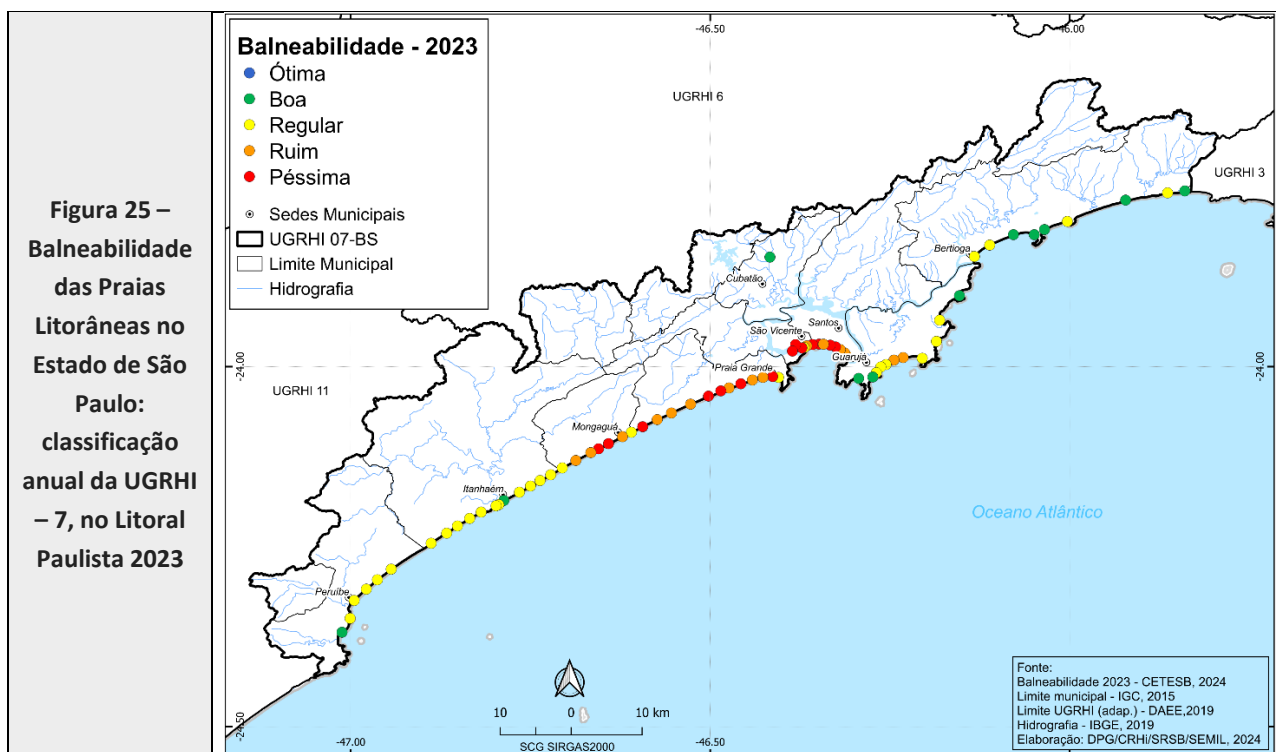 Figura 25 –
Balneabilidade
das Praias
Litorâneas no
Estado de São
Paulo:
classificação
anual da UGRHI
– 7, no Litoral
Paulista 2023
Balneabilidade - 2023
Ótima
Boa
Regular
Ruim
Péssima
Sedes Municipais
UGRHI 07-BS
Limite Municipal
Hidrografia
-46.50
-46.00
UGRHI 6
UGRHI 3
Bertioga
Cubatão
Santos
São Vicente
Guarujá
Praia Grande
-24.00
-24.00
UGRHI 11
Mongaguá
Itanhaém
Oceano Atlântico
Peruíbe
10 0 10 km
SCG SIRGAS2000
-24.50
-24.50
-47.00
-46.50
-46.00
Fonte:
Balneabilidade 2023 - CETESB, 2024
Limite municipal - IGC, 2015
Limite UGRHI (adap.) - DAEE,2019
Hidrografia - IBGE, 2019
Elaboração: DPG/CRHi/SRSB/SEMIL, 2024